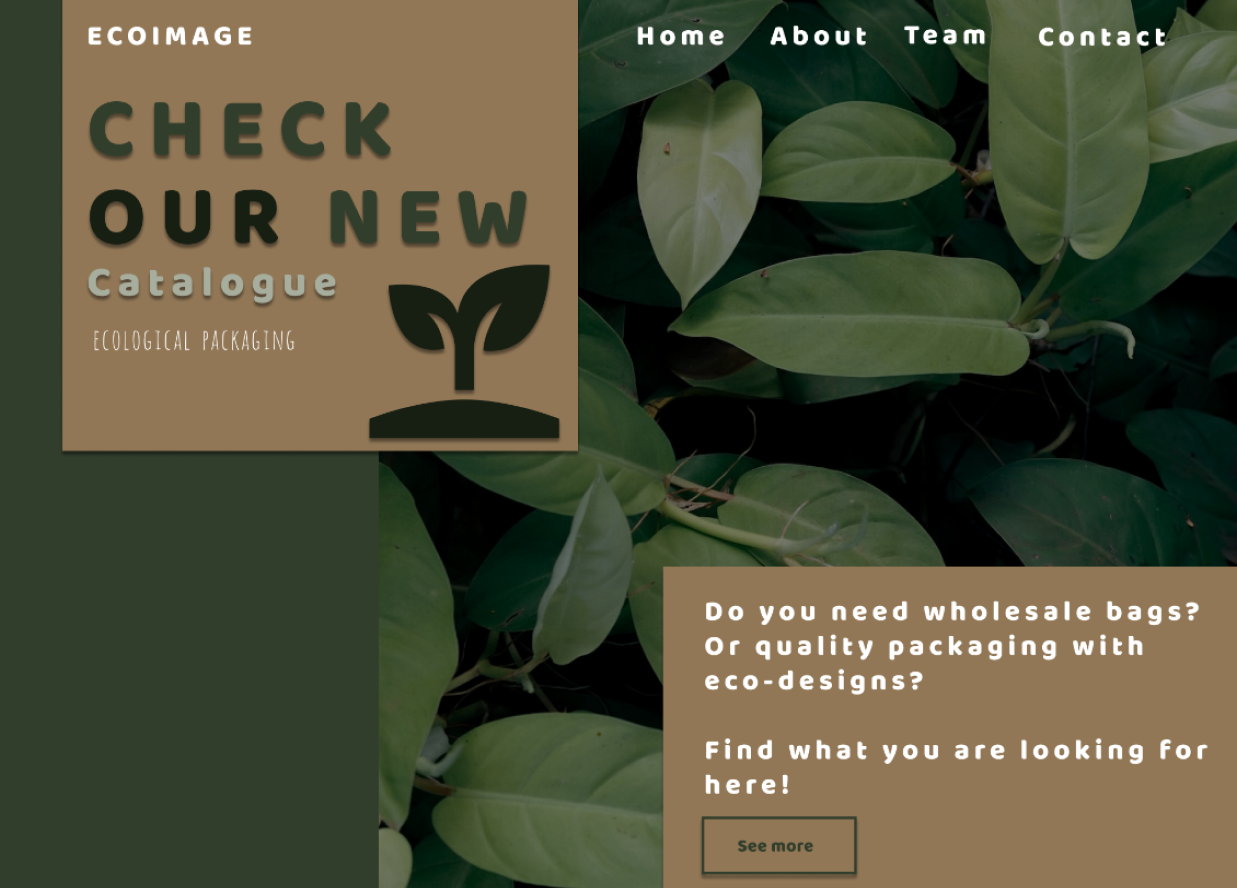 ECOIMAGE
Home About Team Contact
CHECK
OUR NEW
Catalogue
ECOLOGICAL PACKAGING
Do you need wholesale bags?
Or quality packaging with
eco-designs?
Find what you are looking for
here!
See more